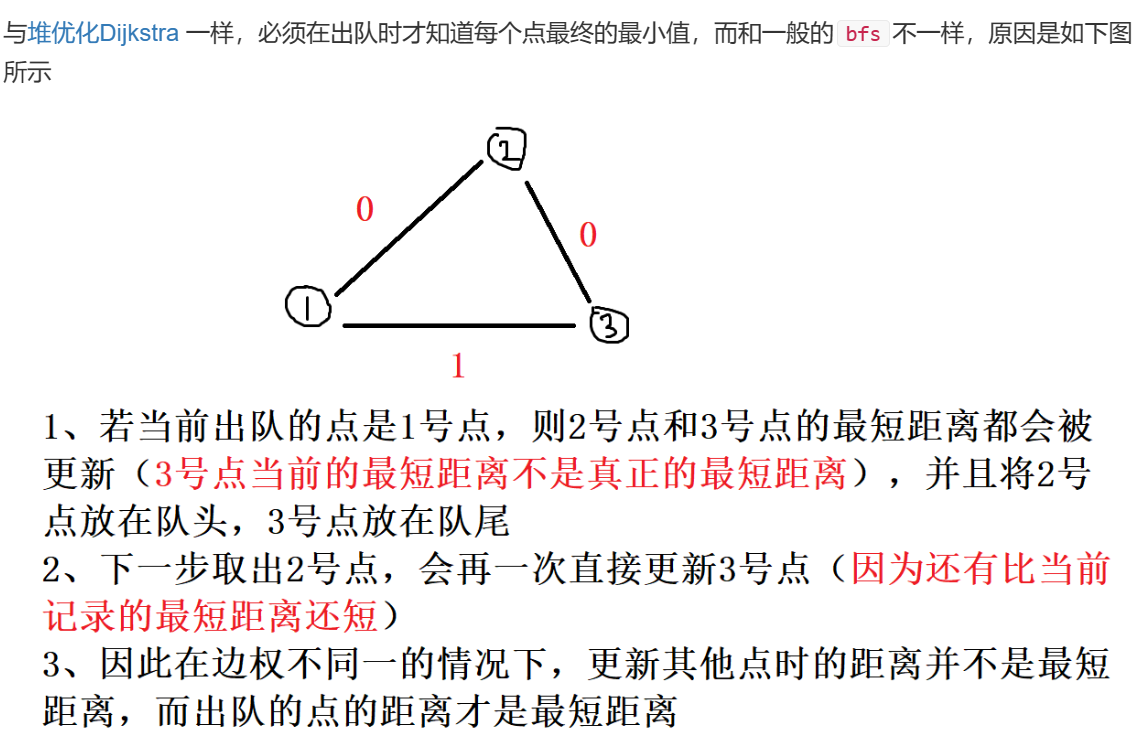 与堆优化Dijkstra 一样，必须在出队时才知道每个点最终的最小值，而和一般的 bfs 不一样，原因是如下图
所示
2
0
0
1
3
1
1、若当前出队的点是1号点，则2号点和3号点的最短距离都会被
更新（3号点当前的最短距离不是真正的最短距离），并且将2号
点放在队头，3号点放在队尾
2、下一步取出2号点，会再一次直接更新3号点（因为还有比当前
记录的最短距离还短）
3、因此在边权不同一的情况下，更新其他点时的距离并不是最短
距离，而出队的点的距离才是最短距离